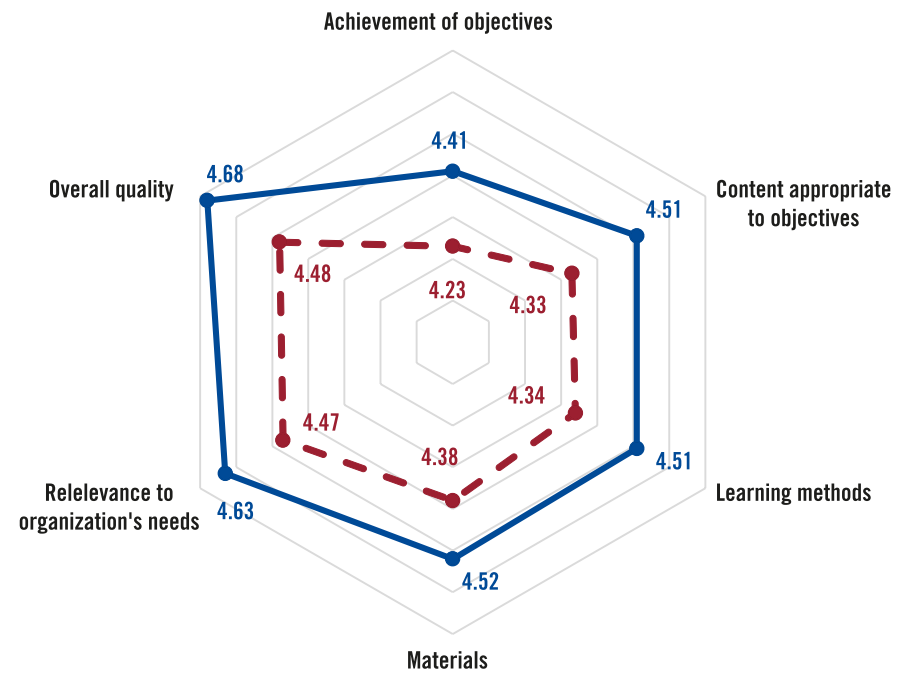 Achievement of objectives
4.41
4.68
Overall quality
Content appropriate
to objectives
4.51
4.48
4.23
4.33
4.34
4.47
4.38
4.51
Relelevance to
organization's needs
4.63
Learning methods
4.52
Materials